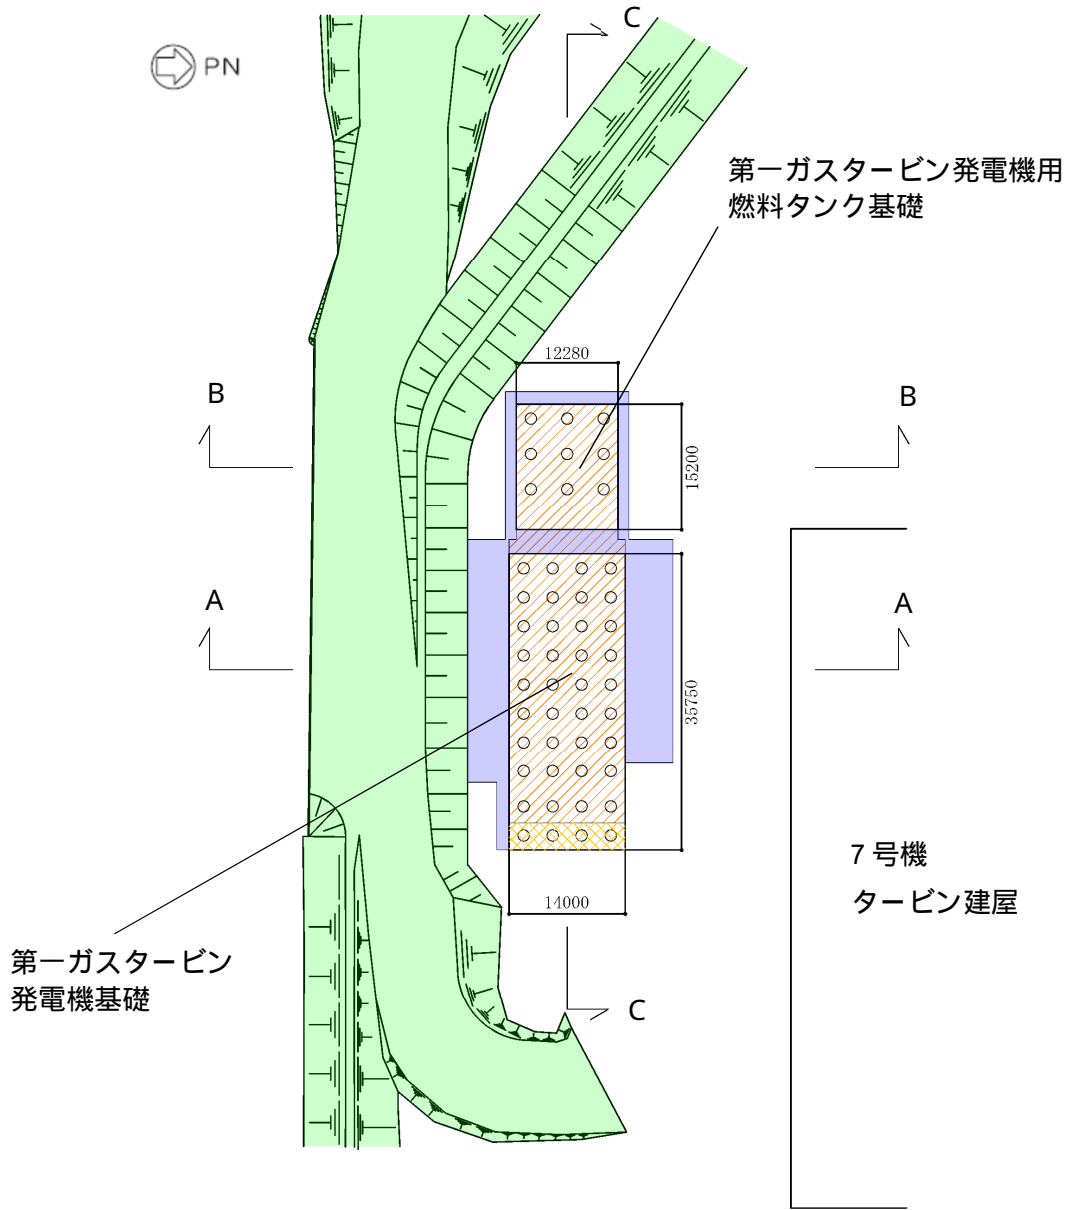 C
PN
第一ガスタービン発電機用
燃料タンク基礎
12280
B
B
15200
A
A
35750
7号機
タービン建屋
14000
第一ガスタービン
発電機基礎
C